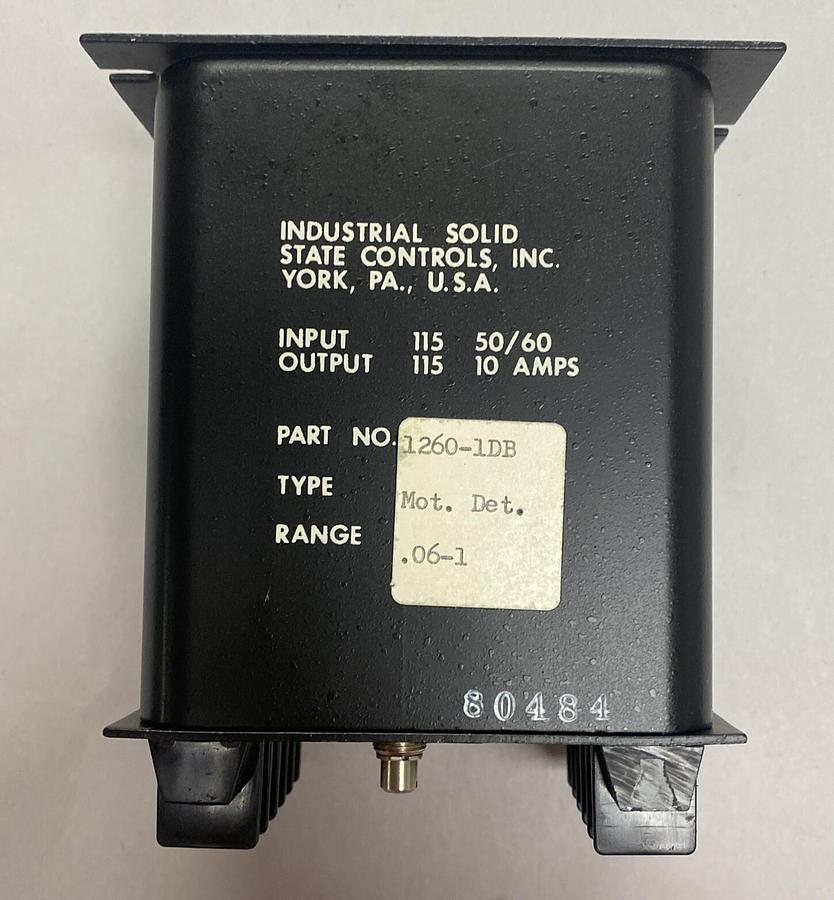 INDUSTRIAL SOLID
STATE CONTROLS, INC.
YORK, PA., U.S.A.
INPUT 115 50/60
OUTPUT 115 10 AMPS
PART NO. 1260-1DB
TYPE Mot. Det.
RANGE .06-1
80484